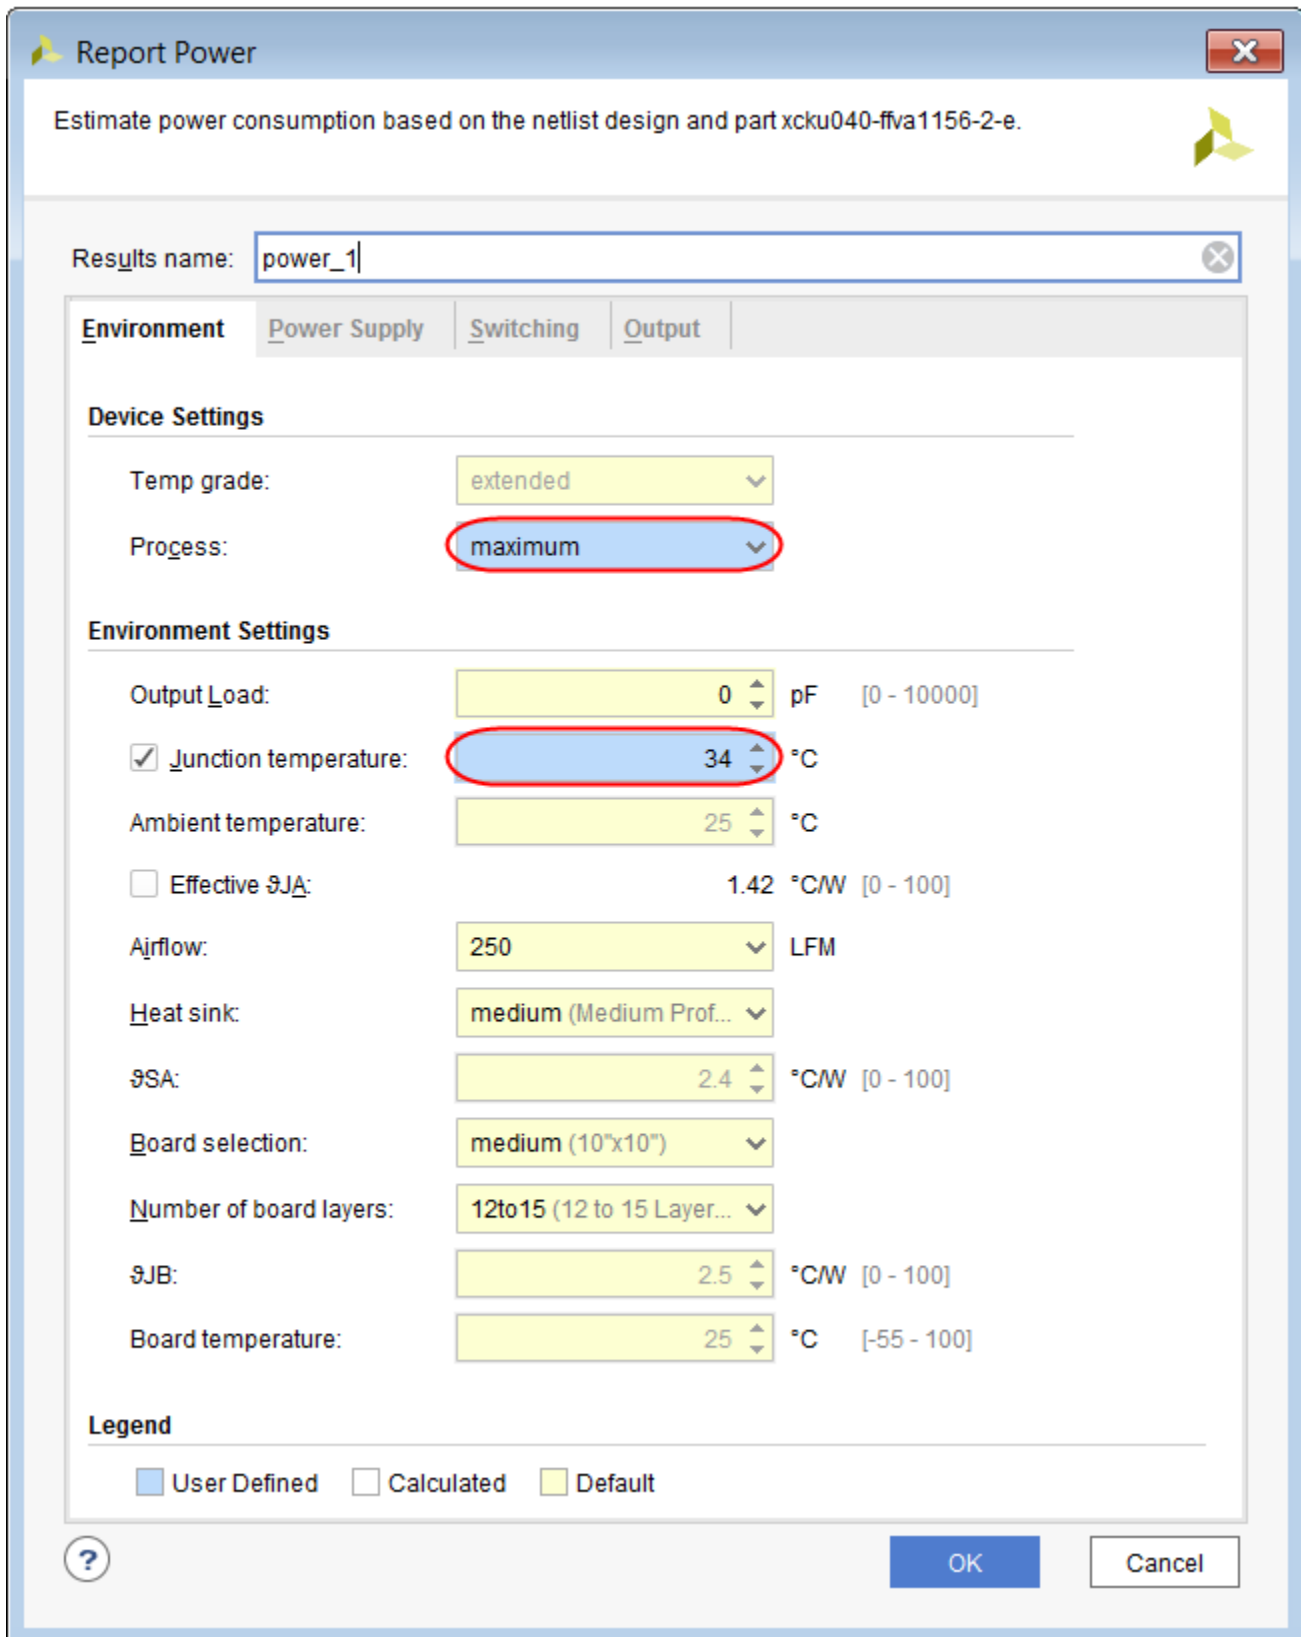 Report Power
Estimate power consumption based on the netlist design and part xcku040-ffva1156-2-e.
Results name: power_1
Environment Power Supply Switching Output
Device Settings
Temp grade: extended
Process: maximum
Environment Settings
Output Load: 0 pF [0 - 10000]
Junction temperature: 34 °C
Ambient temperature: 25 °C
Effective ϑJA: 1.42 °C/W [0 - 100]
Airflow: 250 LFM
Heat sink: medium (Medium Prof...
ϑSA: 2.4 °C/W [0 - 100]
Board selection: medium (10"x10")
Number of board layers: 12to15 (12 to 15 Layer...
ϑJB: 2.5 °C/W [0 - 100]
Board temperature: 25 °C [-55 - 100]
Legend
User Defined Calculated Default
? OK Cancel